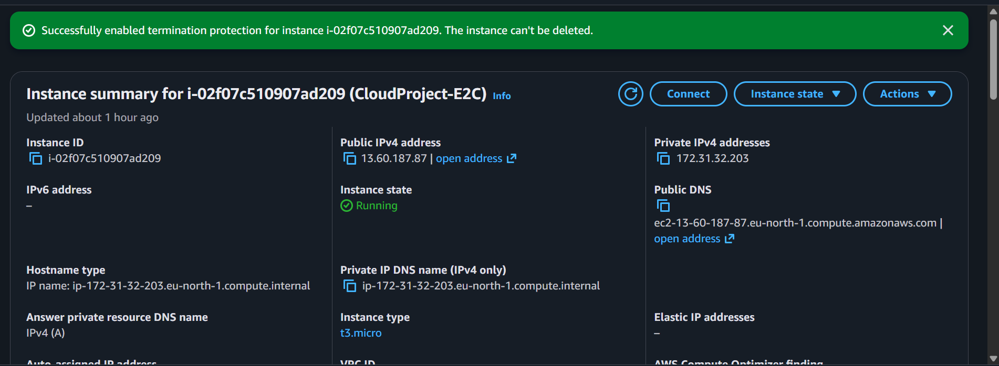 Successfully enabled termination protection for instance i-02f07c510907ad209. The instance can't be deleted.
Instance summary for i-02f07c510907ad209 (CloudProject-E2C) Info
Connect
Instance state
Actions
Updated about 1 hour ago
Instance ID
i-02f07c510907ad209
Public IPv4 address
13.60.187.87 | open address
Private IPv4 addresses
172.31.32.203
IPv6 address
–
Instance state
Running
Public DNS
ec2-13-60-187-87.eu-north-1.compute.amazonaws.com |
open address
Hostname type
IP name: ip-172-31-32-203.eu-north-1.compute.internal
Private IP DNS name (IPv4 only)
ip-172-31-32-203.eu-north-1.compute.internal
Answer private resource DNS name
IPv4 (A)
Instance type
t3.micro
Elastic IP addresses
–
Auto-assigned IP address
VPC ID
AWS Compute Optimizer finding